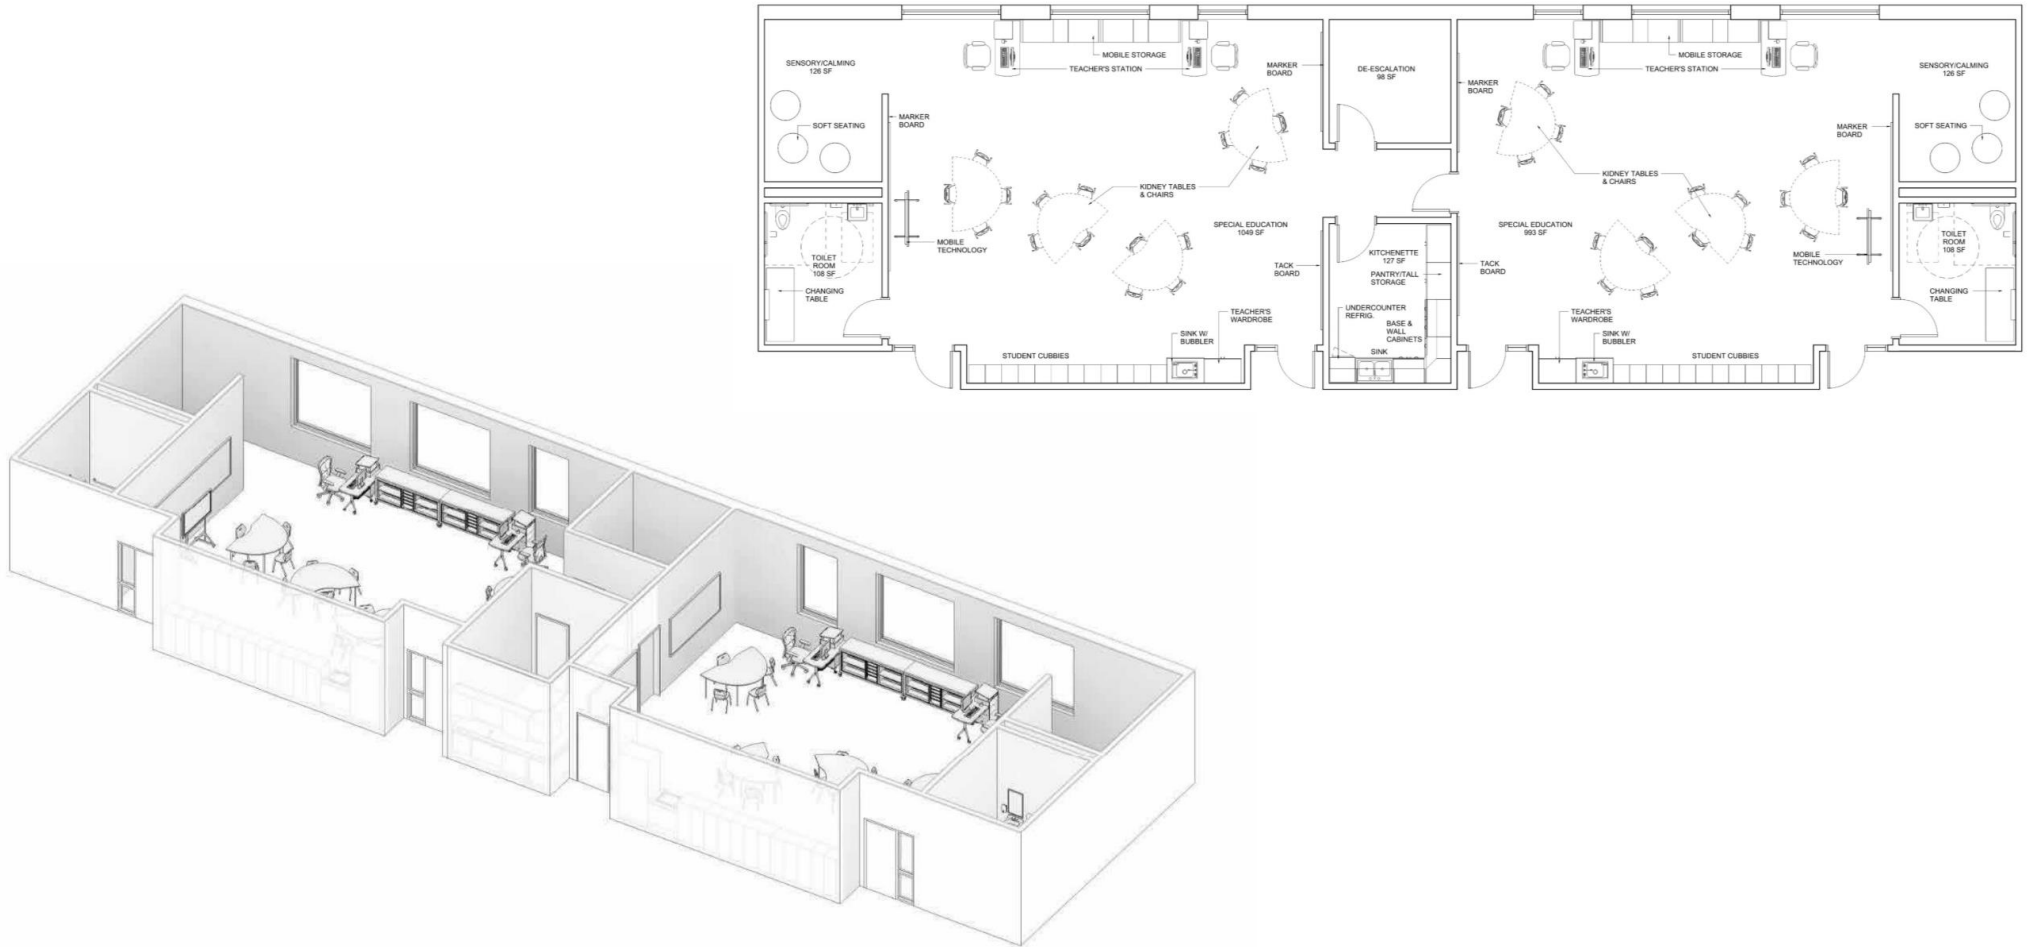 SENSORY/CALMING
126 SF
SOFT SEATING
MARKER
BOARD
MOBILE STORAGE
TEACHER'S STATION
MARKER
BOARD
DE-ESCALATION
98 SF
MARKER
BOARD
MOBILE STORAGE
TEACHER'S STATION
SENSORY/CALMING
126 SF
MARKER
BOARD
SOFT SEATING
KIDNEY TABLES
& CHAIRS
KIDNEY TABLES
& CHAIRS
SPECIAL EDUCATION
1049 SF
SPECIAL EDUCATION
993 SF
MOBILE
TECHNOLOGY
TOILET
ROOM
108 SF
CHANGING
TABLE
TACK
BOARD
KITCHENETTE
127 SF
PANTRY/TALL
STORAGE
TACK
BOARD
MOBILE
TECHNOLOGY
TOILET
ROOM
108 SF
CHANGING
TABLE
UNDERCOUNTER
REFRIG.
BASE &
WALL
CABINETS
SINK
TEACHER'S
WARDROBE
SINK W/
BUBBLER
STUDENT CUBBIES
TEACHER'S
WARDROBE
SINK W/
BUBBLER
STUDENT CUBBIES